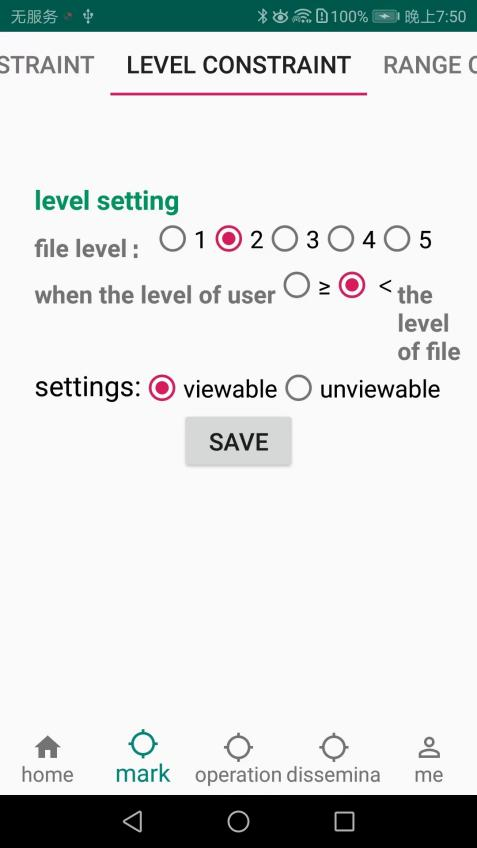 无服务 100% 晚上7:50
STRAINT LEVEL CONSTRAINT RANGE C
level setting
file level : 1 2 3 4 5
when the level of user ≥ < the
level
of file
settings: viewable unviewable
SAVE
home mark operation dissemina me